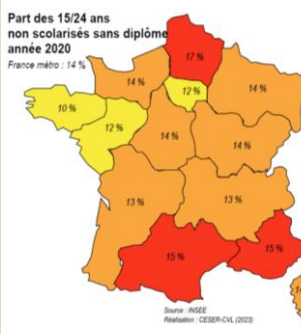 Part des 15/24 ans
non scolarisés sans diplôme
année 2020
France métro : 14 %
17 %
14 %
14 %
10 %
12 %
12 %
14 %
14 %
13 %
13 %
15 %
15 %
Source : INSEE
Réalisation : CESER-CVL (2023)